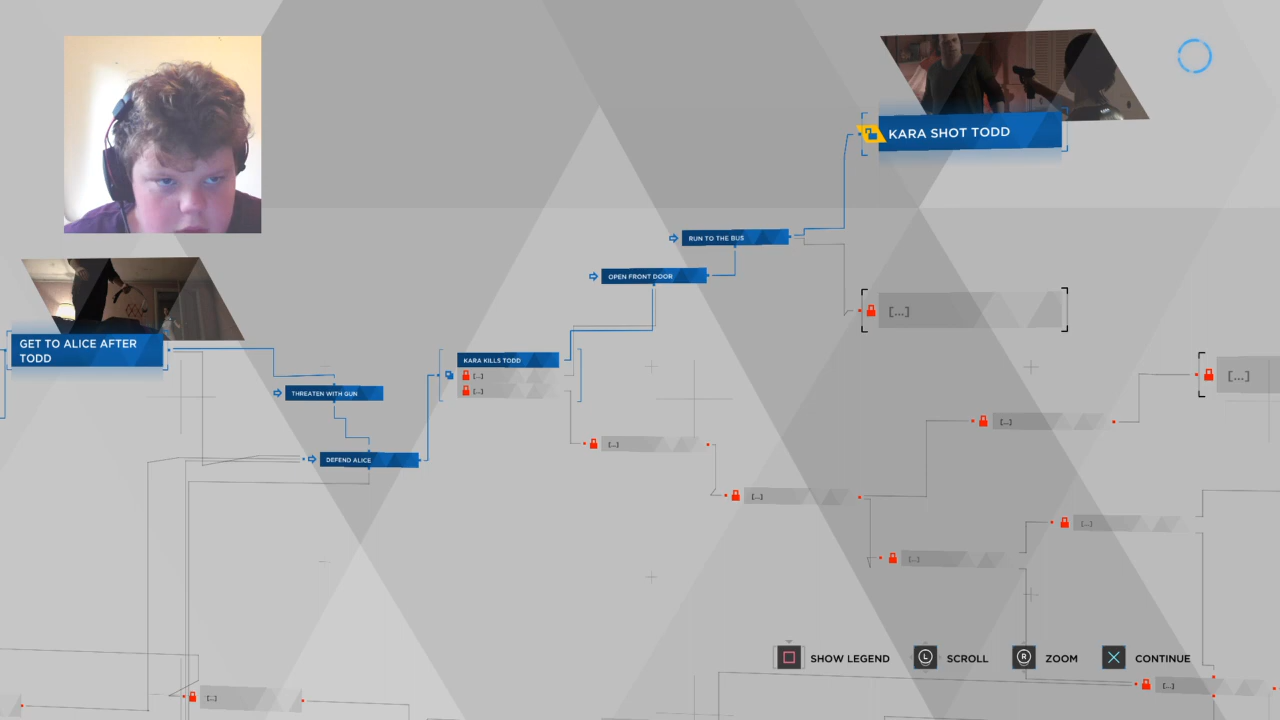 KARA SHOT TODD
RUN TO THE BUS
OPEN FRONT DOOR
[...]
GET TO ALICE AFTER
TODD
KARA KILLS TODD
[...]
[...]
[...]
THREATEN WITH GUN
[...]
[...]
DEFEND ALICE
[...]
[...]
[...]
SHOW LEGEND
L
SCROLL
R
ZOOM
CONTINUE
[...]
[...]